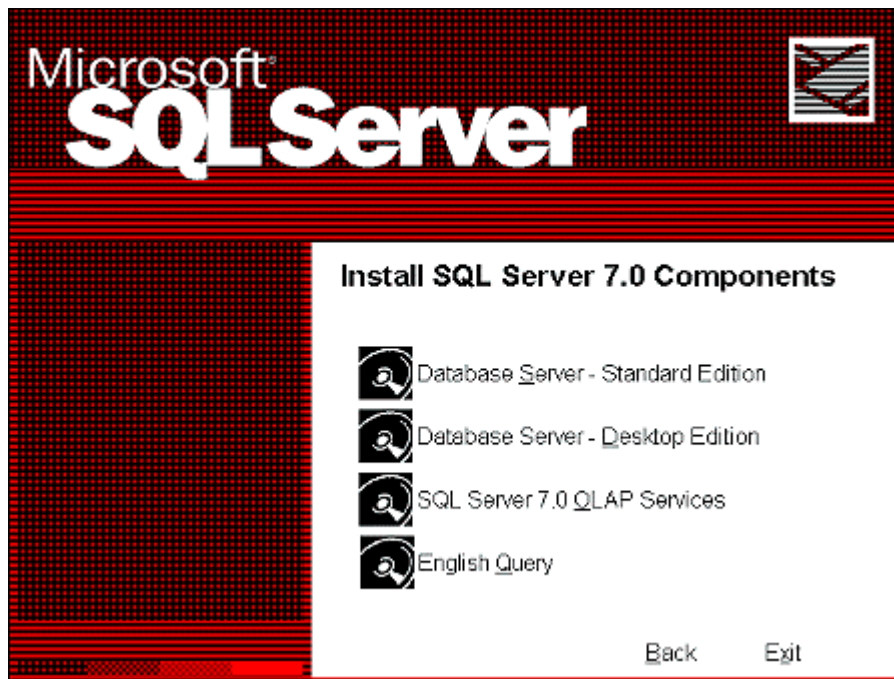 Microsoft®
SQL Server
Install SQL Server 7.0 Components
Database Server - Standard Edition
Database Server - Desktop Edition
SQL Server 7.0 OLAP Services
English Query
Back Exit